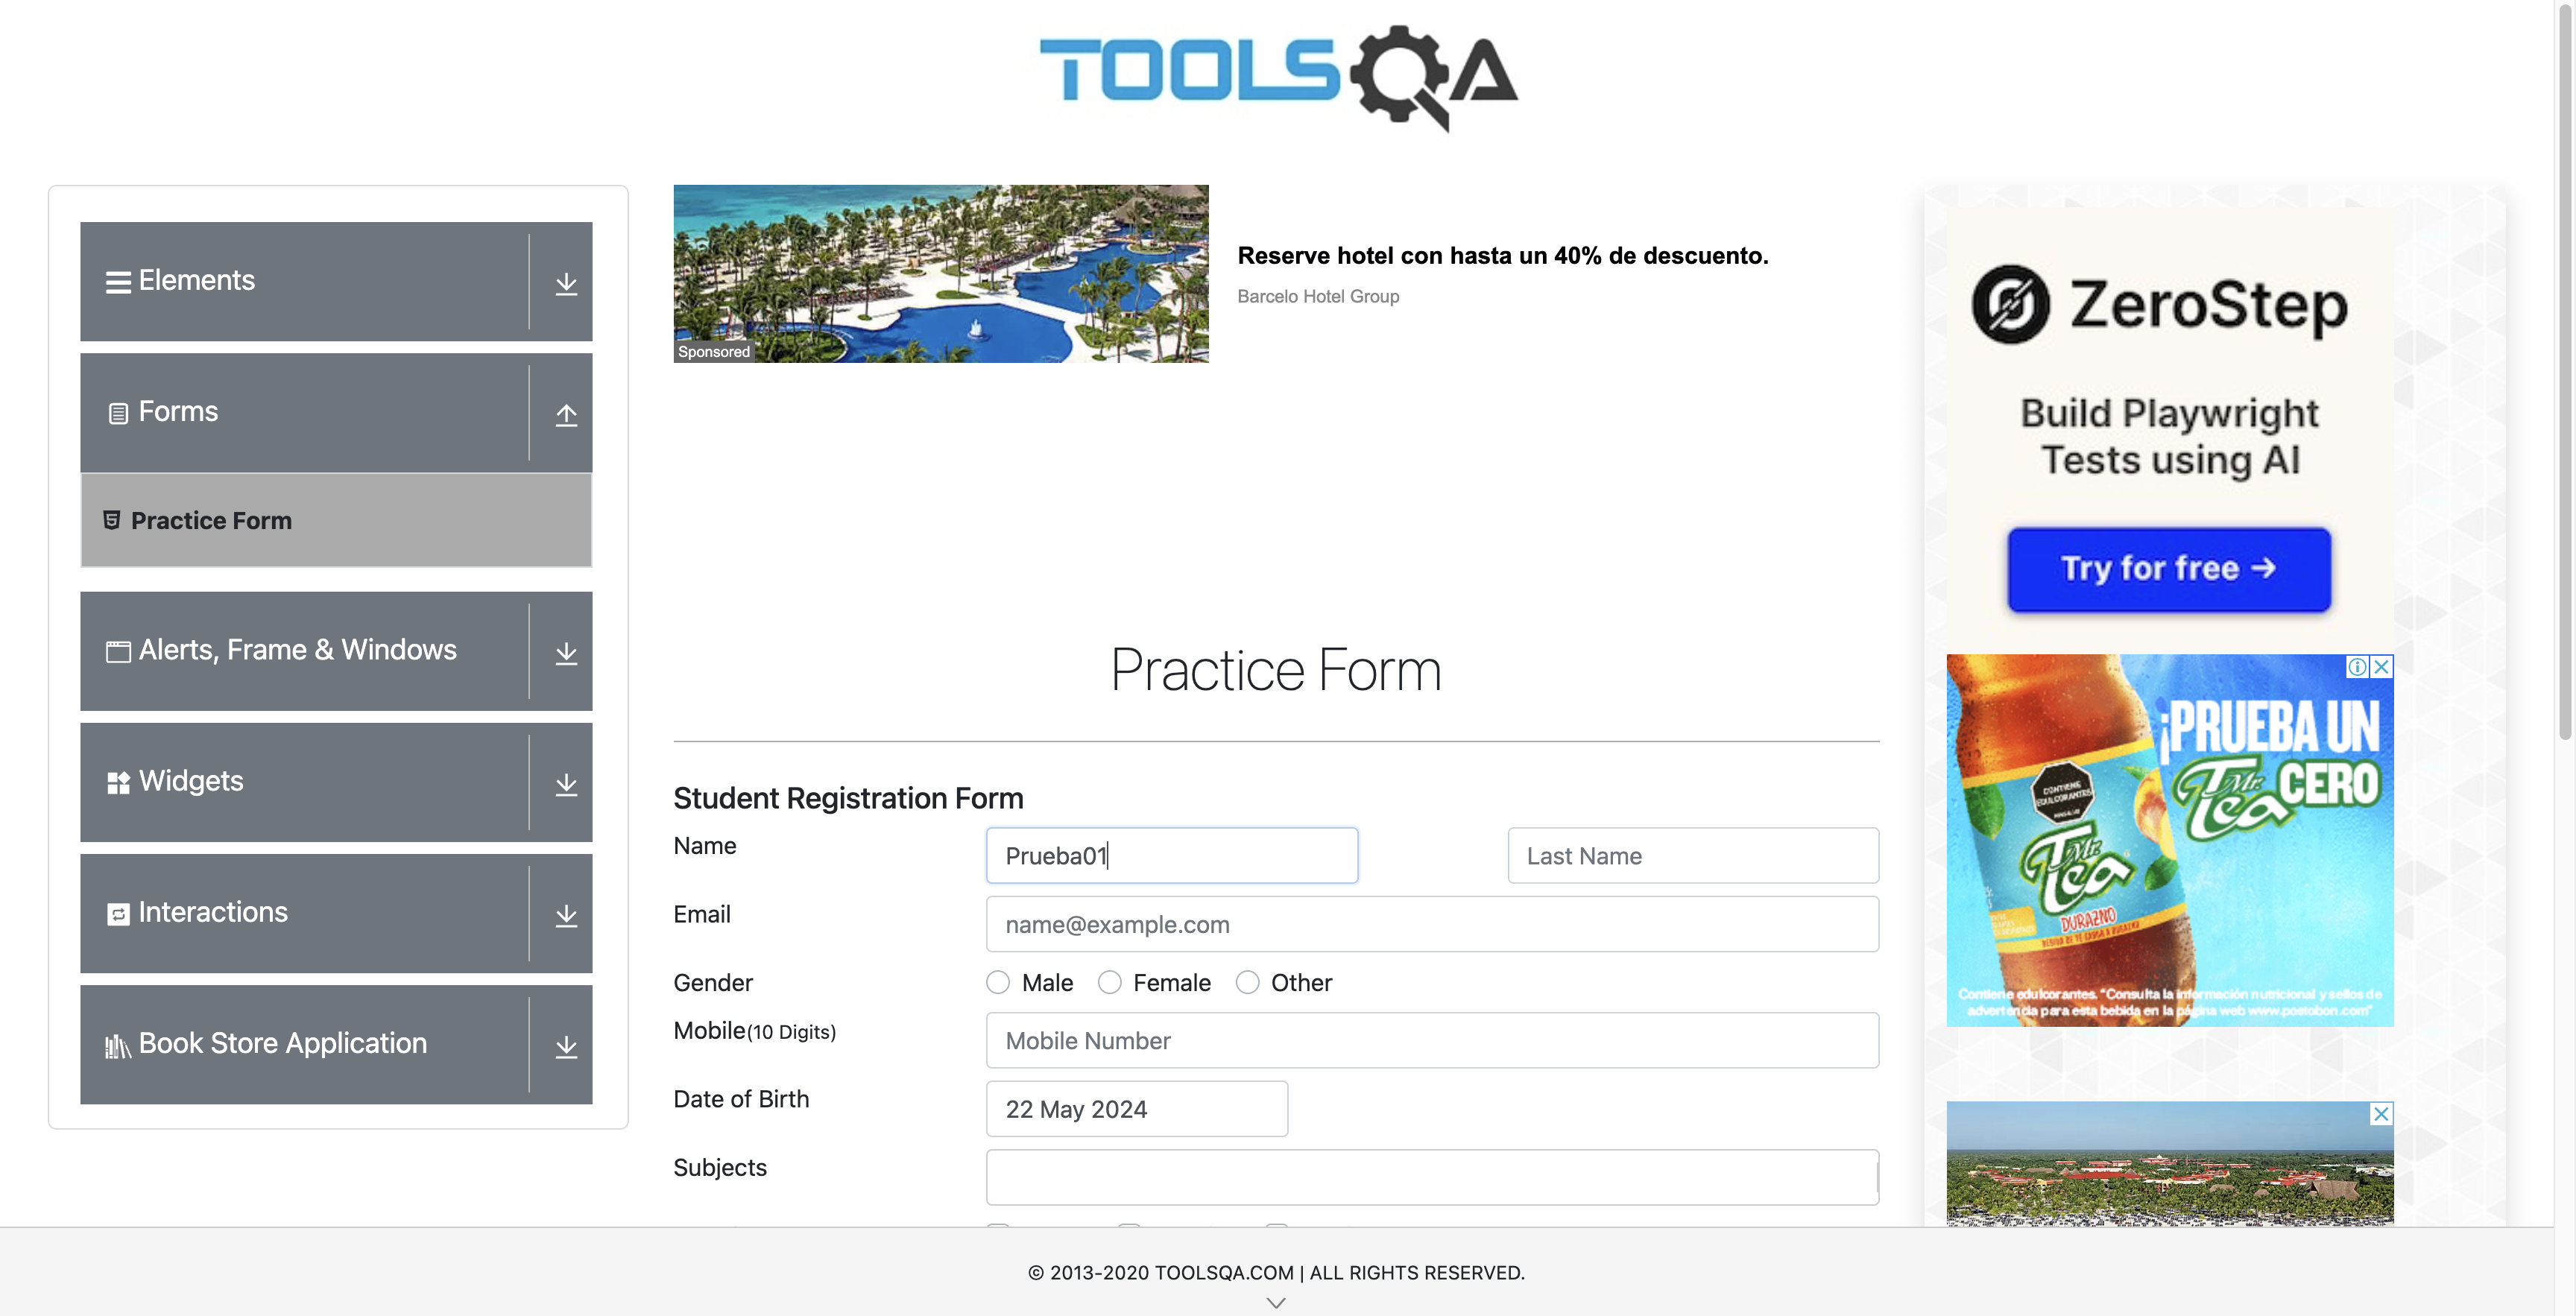 TOOLSQA
Elements
Forms
Practice Form
Alerts, Frame & Windows
Widgets
Interactions
Book Store Application
Sponsored
Reserve hotel con hasta un 40% de descuento.
Barcelo Hotel Group
Practice Form
Student Registration Form
Name
Prueba01
Last Name
Email
name@example.com
Gender
Male
Female
Other
Mobile(10 Digits)
Mobile Number
Date of Birth
22 May 2024
Subjects
ZeroStep
Build Playwright
Tests using AI
Try for free →
¡PRUEBA UN
Mr. Tea CERO
CONTIENE
EDULCORANTES
Mr. Tea
DURAZNO
Contiene edulcorantes. "Consulta la información nutricional y sellos de
advertencia para esta bebida en la página web www.postobon.com"
© 2013-2020 TOOLSQA.COM | ALL RIGHTS RESERVED.